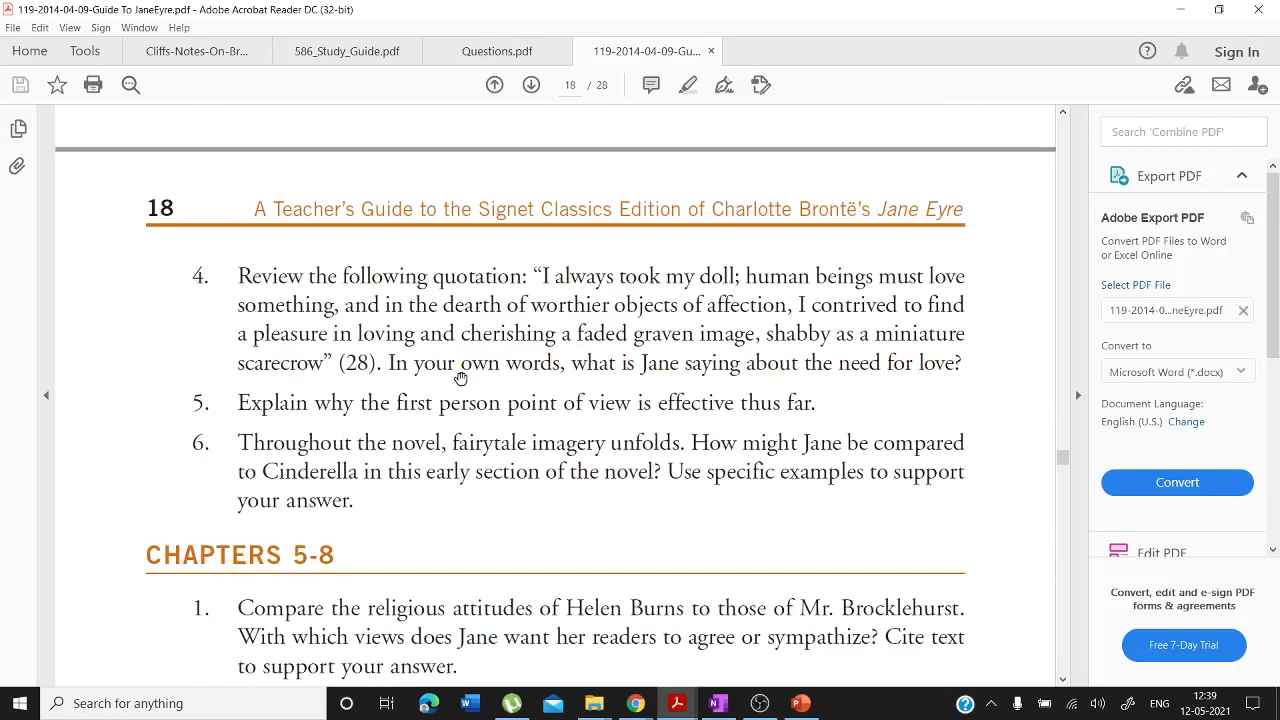 119-2014-04-09-Guide To JaneEyre.pdf - Adobe Acrobat Reader DC (32-bit)
File Edit View Sign Window Help
Home Tools Cliffs-Notes-On-Br... 586_Study_Guide.pdf Questions.pdf 119-2014-04-09-Gu... × Sign In
18 / 28
Search 'Combine PDF'
Export PDF
Adobe Export PDF
Convert PDF Files to Word
or Excel Online
Select PDF File
119-2014-0...neEyre.pdf
Convert to
Microsoft Word (*.docx)
Document Language:
English (U.S.) Change
Convert
Edit PDF
Convert, edit and e-sign PDF
forms & agreements
Free 7-Day Trial
18 A Teacher's Guide to the Signet Classics Edition of Charlotte Brontë's Jane Eyre
4. Review the following quotation: “I always took my doll; human beings must love
something, and in the dearth of worthier objects of affection, I contrived to find
a pleasure in loving and cherishing a faded graven image, shabby as a miniature
scarecrow” (28). In your own words, what is Jane saying about the need for love?
5. Explain why the first person point of view is effective thus far.
6. Throughout the novel, fairytale imagery unfolds. How might Jane be compared
to Cinderella in this early section of the novel? Use specific examples to support
your answer.
CHAPTERS 5-8
1. Compare the religious attitudes of Helen Burns to those of Mr. Brocklehurst.
With which views does Jane want her readers to agree or sympathize? Cite text
to support your answer.
Search for anything
ENG
12:39
12-05-2021